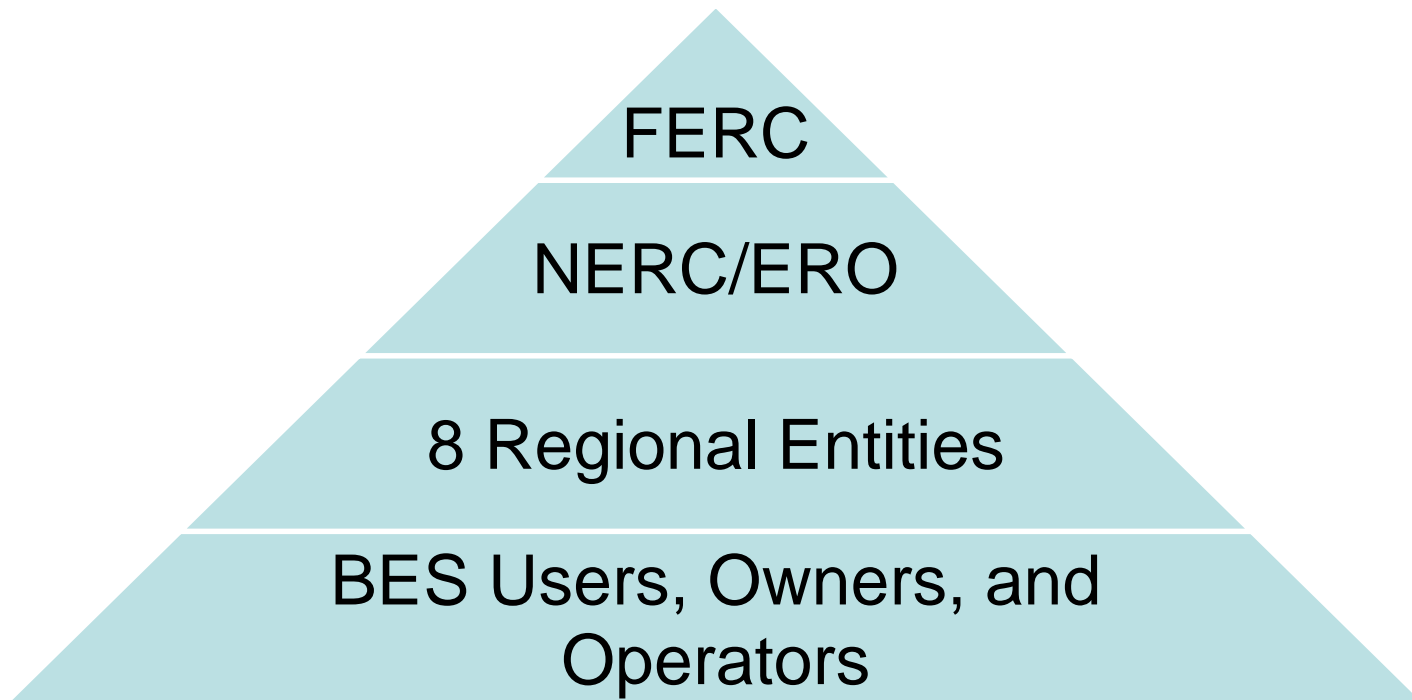 FERC
NERC/ERO
8 Regional Entities
BES Users, Owners, and
Operators